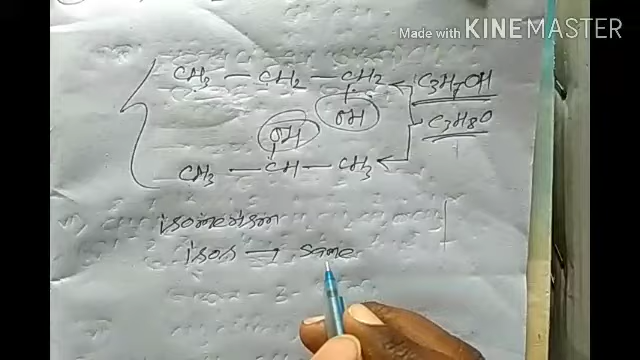 Made with KINEMASTER
CH3 — CH2 — CH2
C3H7OH
OH
C3H8O
OH
CH3 — CH — CH3
isomerism
isos → same